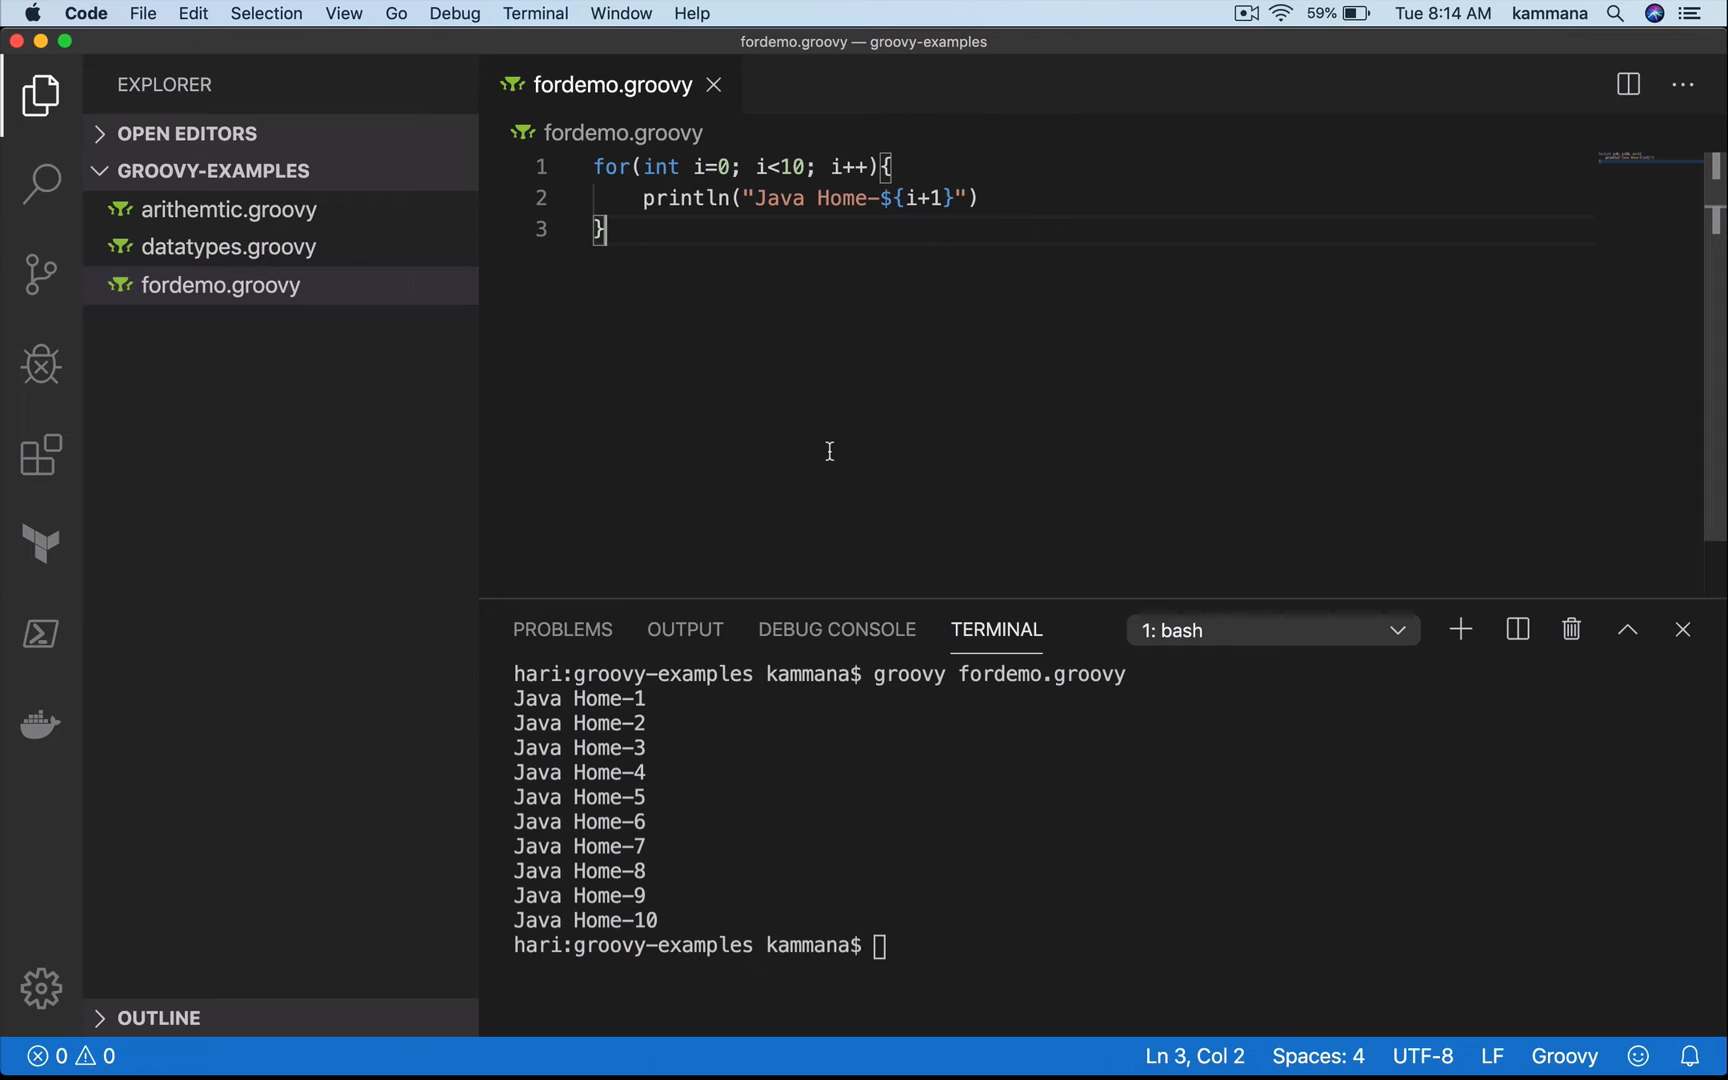 Code File Edit Selection View Go Debug Terminal Window Help 59% Tue 8:14 AM kammana
fordemo.groovy — groovy-examples
EXPLORER
OPEN EDITORS
GROOVY-EXAMPLES
arithemtic.groovy
datatypes.groovy
fordemo.groovy
OUTLINE
fordemo.groovy
fordemo.groovy
1 for(int i=0; i<10; i++){
2 println("Java Home-${i+1}")
3 }
PROBLEMS OUTPUT DEBUG CONSOLE TERMINAL 1: bash
hari:groovy-examples kammana$ groovy fordemo.groovy
Java Home-1
Java Home-2
Java Home-3
Java Home-4
Java Home-5
Java Home-6
Java Home-7
Java Home-8
Java Home-9
Java Home-10
hari:groovy-examples kammana$
0 0 Ln 3, Col 2 Spaces: 4 UTF-8 LF Groovy